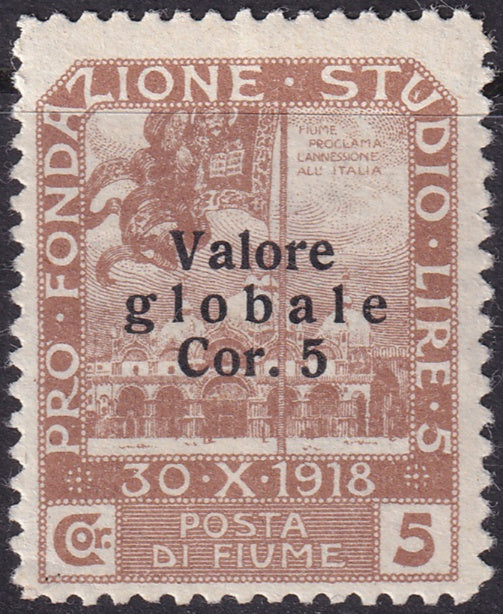 PRO · FONDAZIONE · STUDIO · LIRE · 5
FIUME
PROCLAMA
L'ANNESSIONE
ALL' ITALIA
Valore
globale
Cor. 5
30 · X · 1918
Cor.
POSTA
DI FIUME
5